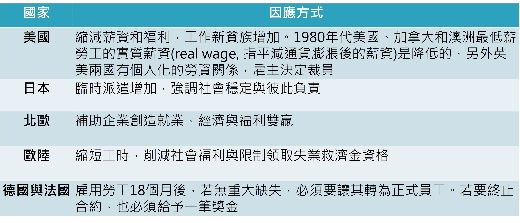 國家 因應方式
美國 縮減薪資和福利，工作新貧族增加。1980年代美國、加拿大和澳洲最低薪
勞工的實質薪資(real wage, 指平減通貨膨脹後的薪資)是降低的、另外英
美兩國有個人化的勞資關係，雇主決定裁員
日本 臨時派遣增加，強調社會穩定與彼此負責
北歐 補助企業創造就業、經濟與福利雙贏
歐陸 縮短工時，削減社會福利與限制領取失業救濟金資格
德國與法國 雇用勞工18個月後，若無重大缺失，必須要讓其轉為正式員工。若要終止
合約，也必須給予一筆獎金